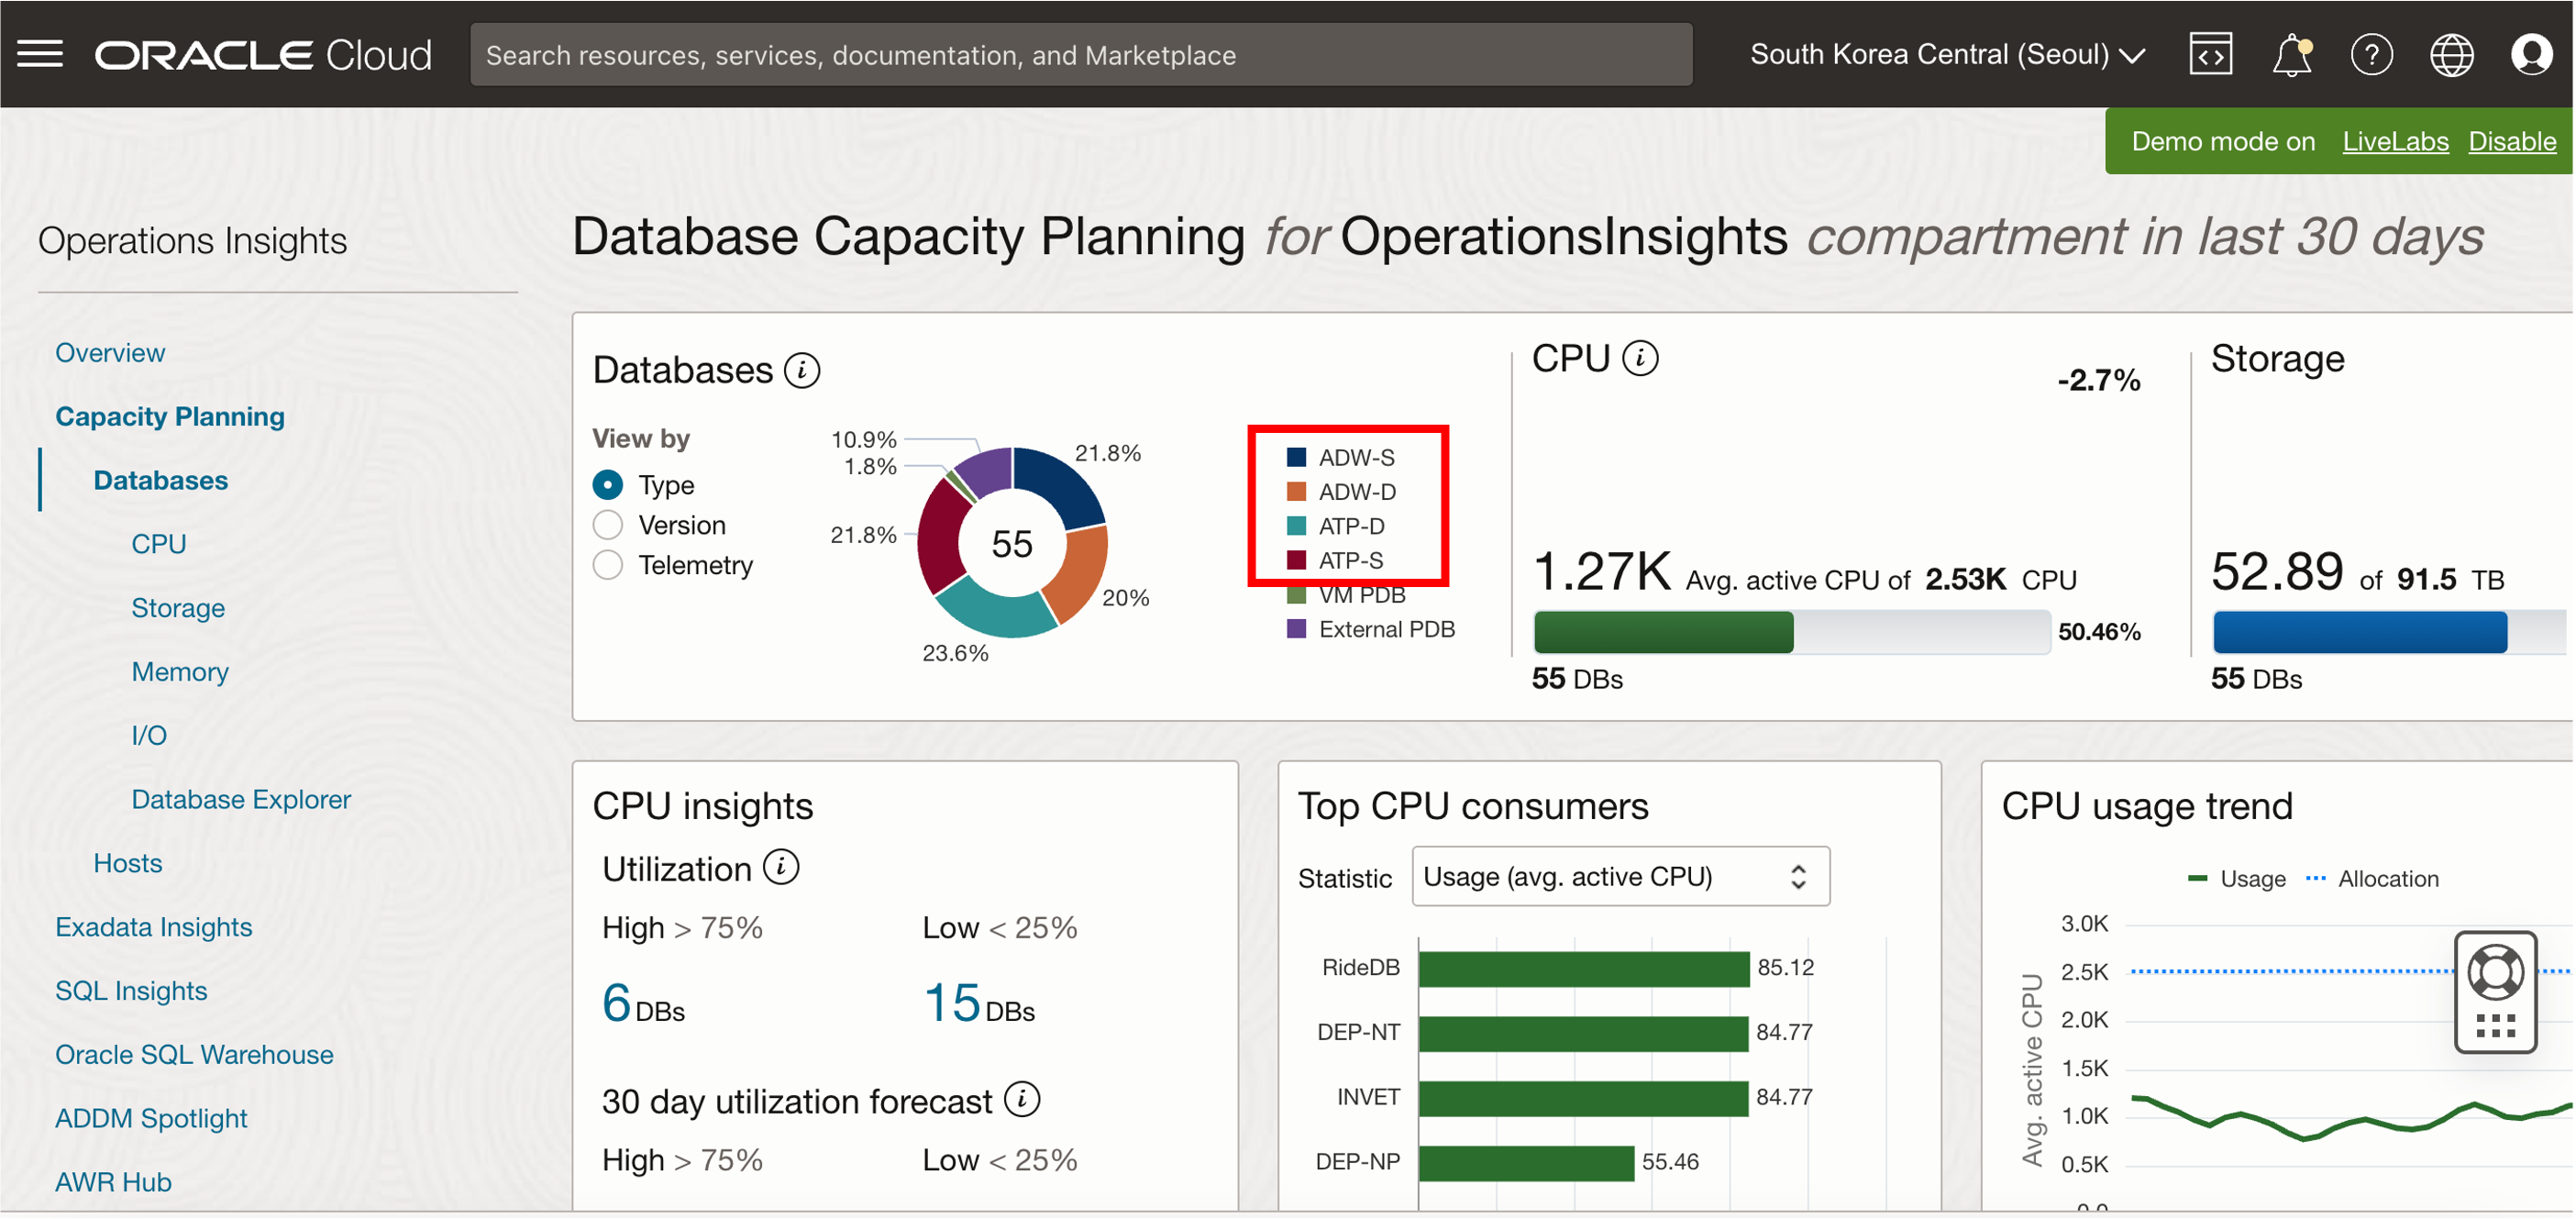 ORACLE Cloud
Search resources, services, documentation, and Marketplace
South Korea Central (Seoul)
Demo mode on LiveLabs Disable
Operations Insights
Overview
Capacity Planning
Databases
CPU
Storage
Memory
I/O
Database Explorer
Hosts
Exadata Insights
SQL Insights
Oracle SQL Warehouse
ADDM Spotlight
AWR Hub
Database Capacity Planning for OperationsInsights compartment in last 30 days
Databases
View by
Type
Version
Telemetry
10.9%
1.8%
21.8%
21.8%
55
20%
23.6%
ADW-S
ADW-D
ATP-D
ATP-S
VM PDB
External PDB
CPU
-2.7%
1.27K Avg. active CPU of 2.53K CPU
50.46%
55 DBs
Storage
52.89 of 91.5 TB
55 DBs
CPU insights
Utilization
High > 75% Low < 25%
6 DBs 15 DBs
30 day utilization forecast
High > 75% Low < 25%
Top CPU consumers
Statistic Usage (avg. active CPU)
RideDB 85.12
DEP-NT 84.77
INVET 84.77
DEP-NP 55.46
CPU usage trend
Usage Allocation
Avg. active CPU
3.0K
2.5K
2.0K
1.5K
1.0K
0.5K